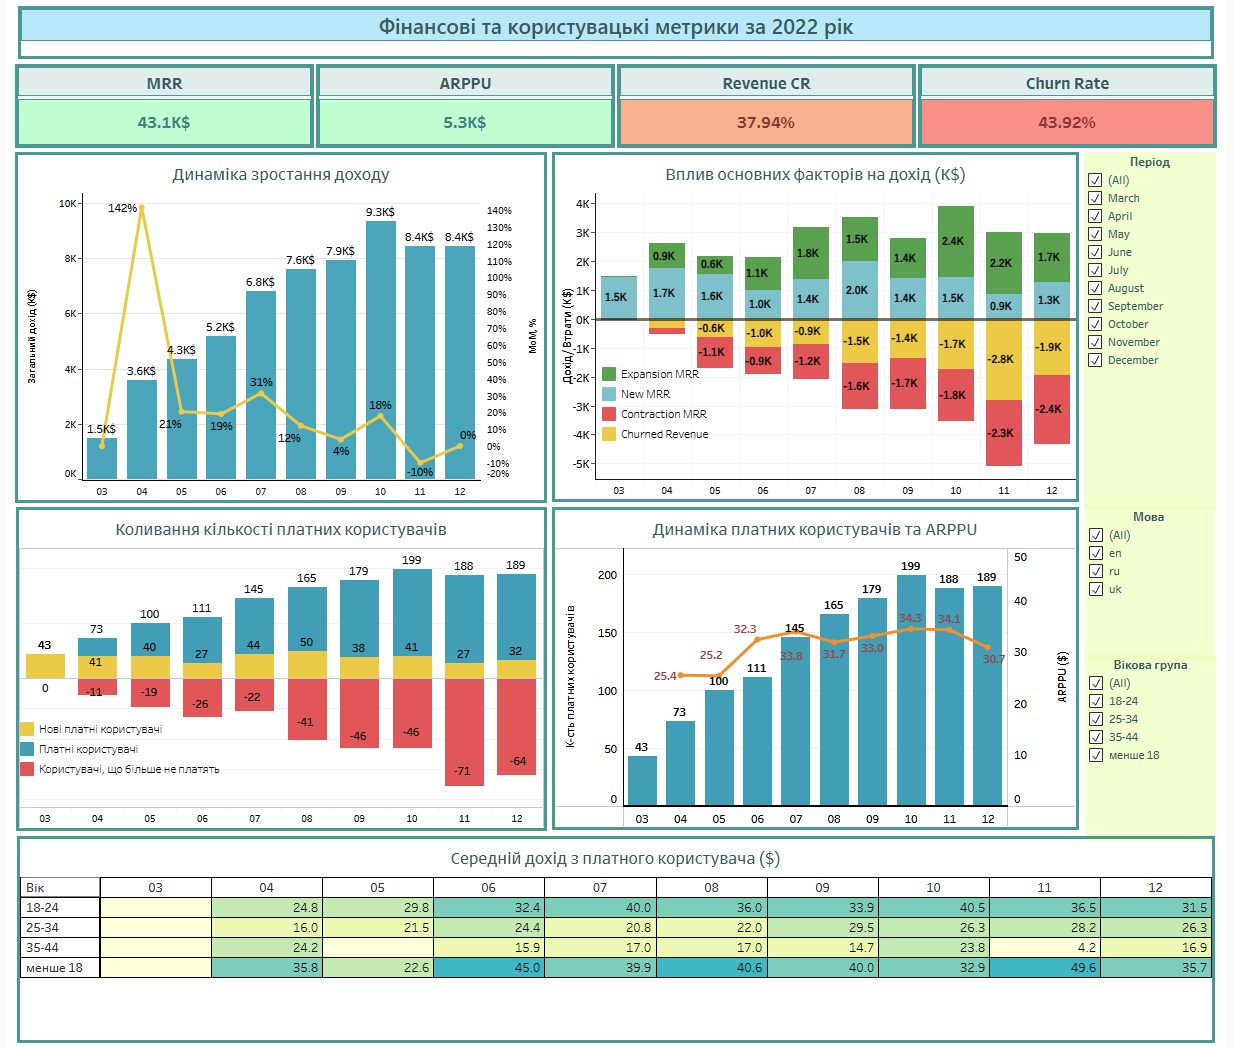 Фінансові та користувацькі метрики за 2022 рік
MRR
43.1K$
ARPPU
5.3K$
Revenue CR
37.94%
Churn Rate
43.92%
Динаміка зростання доходу
Загальний дохід (K$)
10K
8K
6K
4K
2K
0K
1.5K$
3.6K$
4.3K$
5.2K$
6.8K$
7.6K$
7.9K$
9.3K$
8.4K$
8.4K$
142%
21%
19%
31%
12%
4%
18%
-10%
0%
140%
130%
120%
110%
100%
90%
80%
70%
60%
50%
40%
30%
20%
10%
0%
-10%
-20%
МоМ, %
03 04 05 06 07 08 09 10 11 12
Вплив основних факторів на дохід (K$)
Дохід/Втрати (K$)
4K
3K
2K
1K
0K
-1K
-2K
-3K
-4K
-5K
0.9K 0.6K 1.1K 1.8K 1.5K 1.4K 2.4K 2.2K 1.7K
1.5K 1.7K 1.6K 1.0K 1.4K 2.0K 1.4K 1.5K 0.9K 1.3K
-0.6K -1.0K -0.9K -1.5K -1.4K -1.7K -2.8K -1.9K
-1.1K -0.9K -1.2K -1.6K -1.7K -1.8K -2.3K -2.4K
Expansion MRR
New MRR
Contraction MRR
Churned Revenue
03 04 05 06 07 08 09 10 11 12
Період
(All)
March
April
May
June
July
August
September
October
November
December
Коливання кількості платних користувачів
43 73 100 111 145 165 179 199 188 189
41 40 27 44 50 38 41 27 32
0 -11 -19 -26 -22 -41 -46 -46 -71 -64
Нові платні користувачі
Платні користувачі
Користувачі, що більше не платять
03 04 05 06 07 08 09 10 11 12
Динаміка платних користувачів та ARPPU
К-сть платних користувачів
200
150
100
50
0
43 73 100 111 145 165 179 199 188 189
25.4 25.2 32.3 33.8 31.7 33.0 34.3 34.1 30.7
50
40
30
20
10
0
ARPPU ($)
03 04 05 06 07 08 09 10 11 12
Мова
(All)
en
ru
uk
Вікова група
(All)
18-24
25-34
35-44
менше 18
Середній дохід з платного користувача ($)
Вік 03 04 05 06 07 08 09 10 11 12
18-24 24.8 29.8 32.4 40.0 36.0 33.9 40.5 36.5 31.5
25-34 16.0 21.5 24.4 20.8 22.0 29.5 26.3 28.2 26.3
35-44 24.2 15.9 17.0 17.0 14.7 23.8 4.2 16.9
менше 18 35.8 22.6 45.0 39.9 40.6 40.0 32.9 49.6 35.7